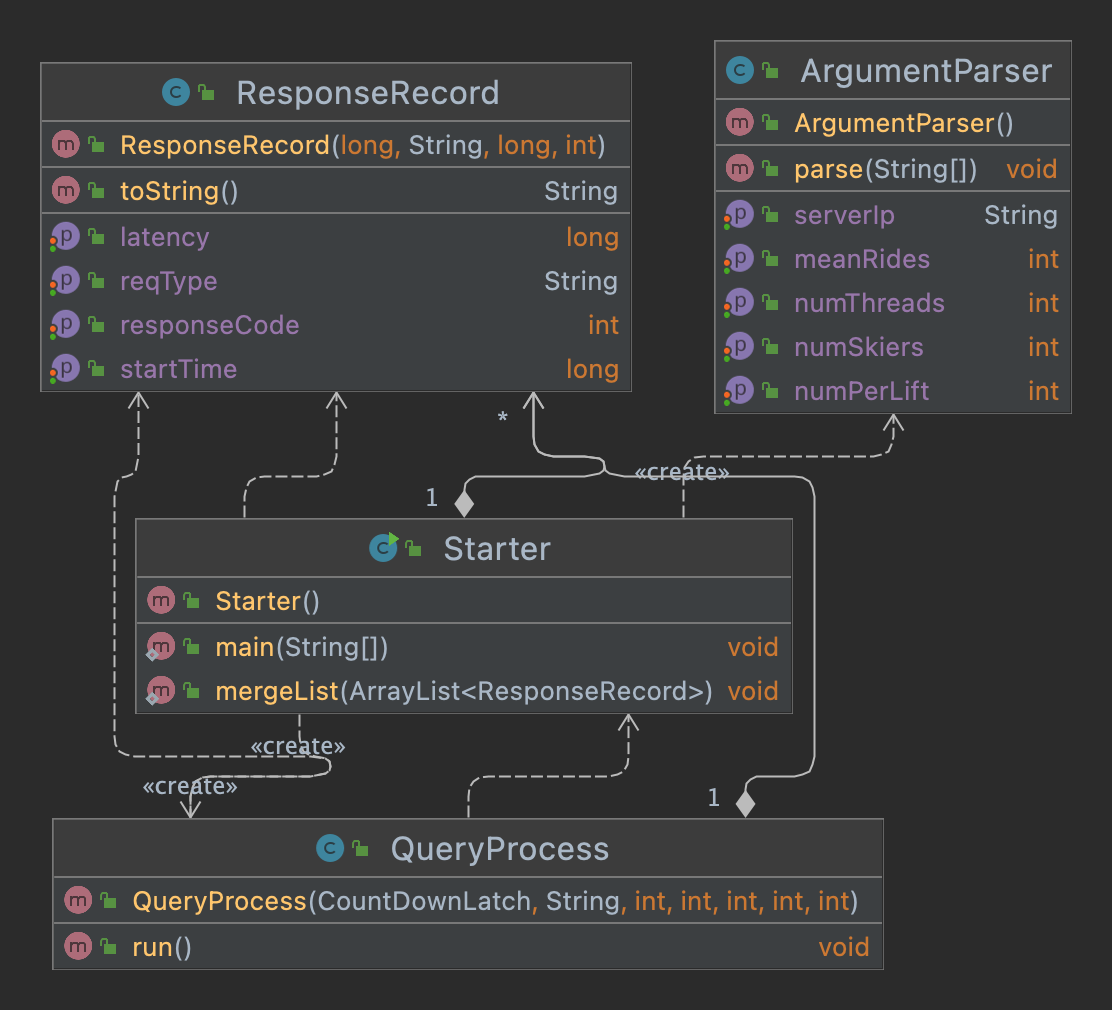 ResponseRecord
ResponseRecord(long, String, long, int)
toString() String
latency long
reqType String
responseCode int
startTime long
ArgumentParser
ArgumentParser()
parse(String[]) void
serverIp String
meanRides int
numThreads int
numSkiers int
numPerLift int
*
«create»
1
Starter
Starter()
main(String[]) void
mergeList(ArrayList<ResponseRecord>) void
«create»
«create»
1
QueryProcess
QueryProcess(CountDownLatch, String, int, int, int, int, int)
run() void